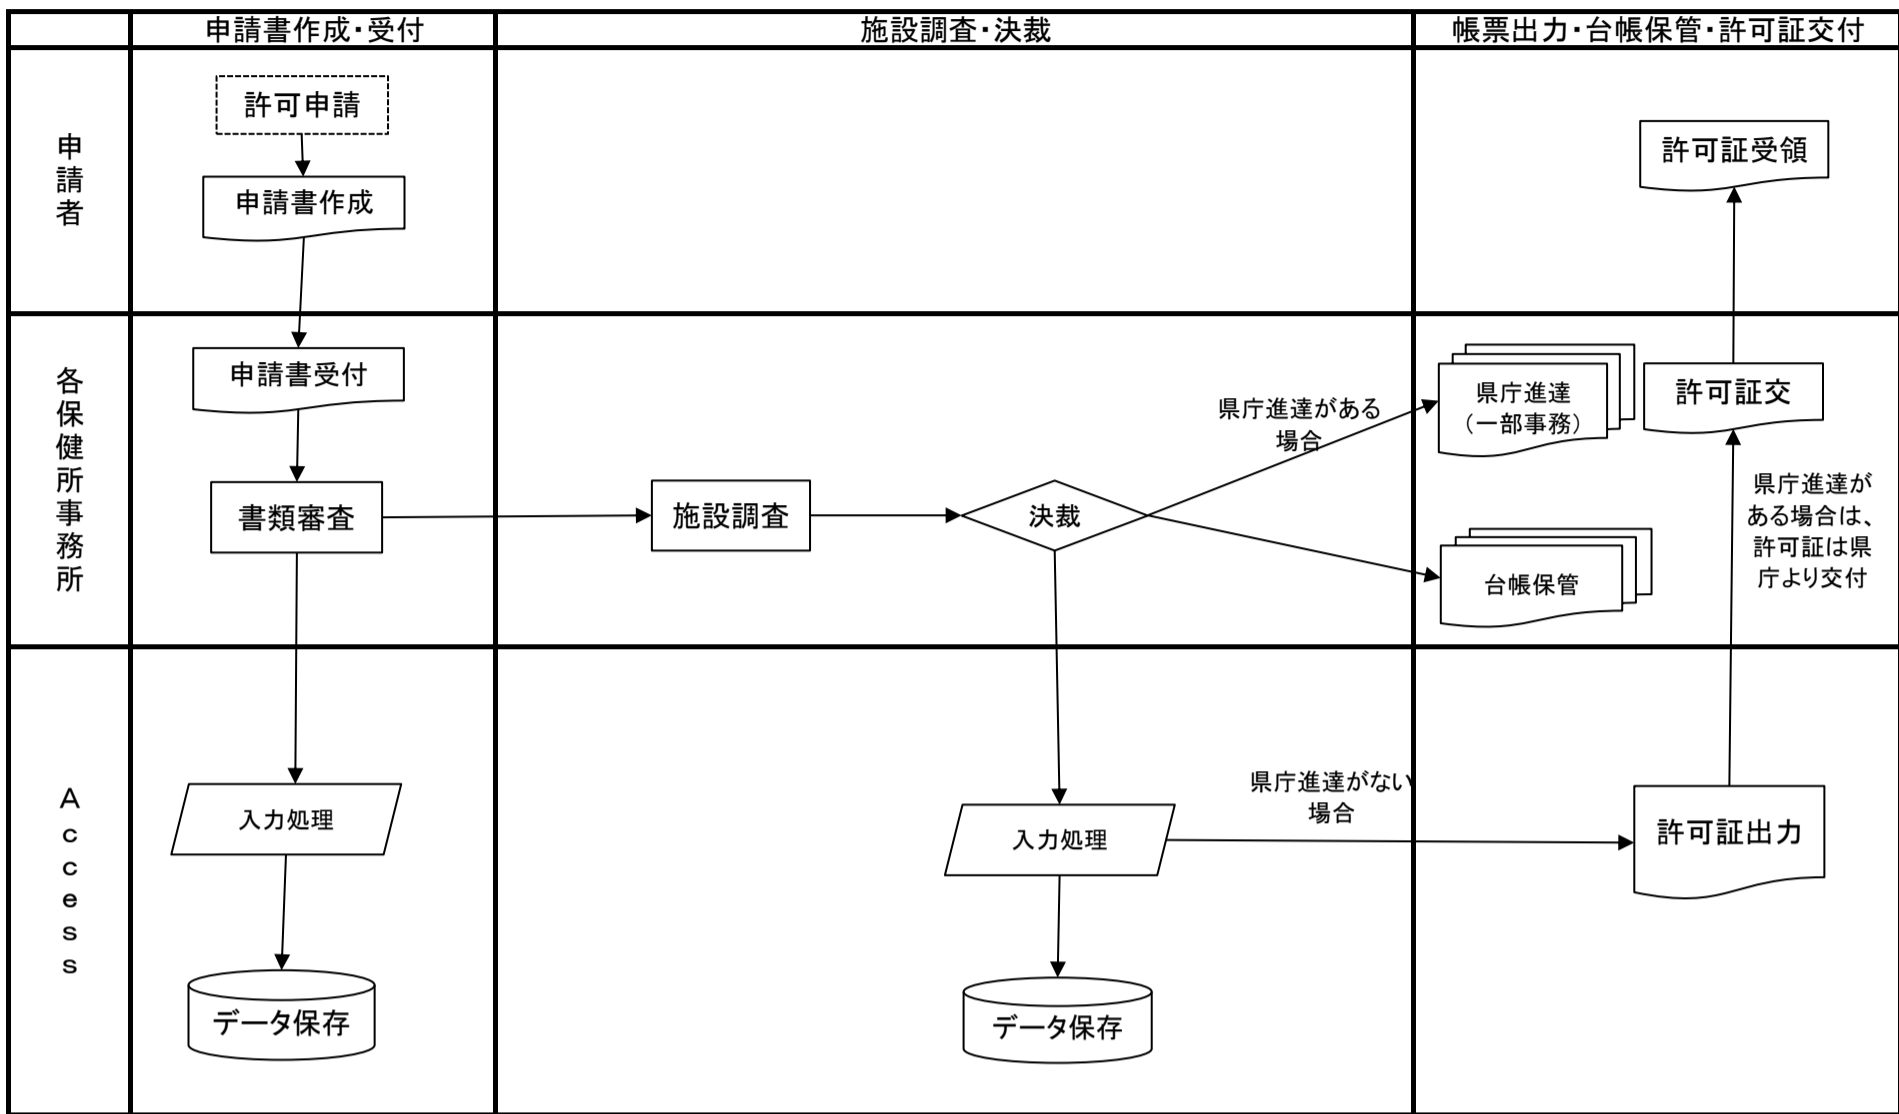 申請書作成・受付
施設調査・決裁
帳票出力・台帳保管・許可証交付
申請者
許可申請
申請書作成
許可証受領
各保健所事務所
申請書受付
書類審査
施設調査
決裁
県庁進達がある
場合
県庁進達
(一部事務)
許可証交
台帳保管
県庁進達が
ある場合は、
許可証は県
庁より交付
Access
入力処理
データ保存
入力処理
データ保存
県庁進達がない
場合
許可証出力